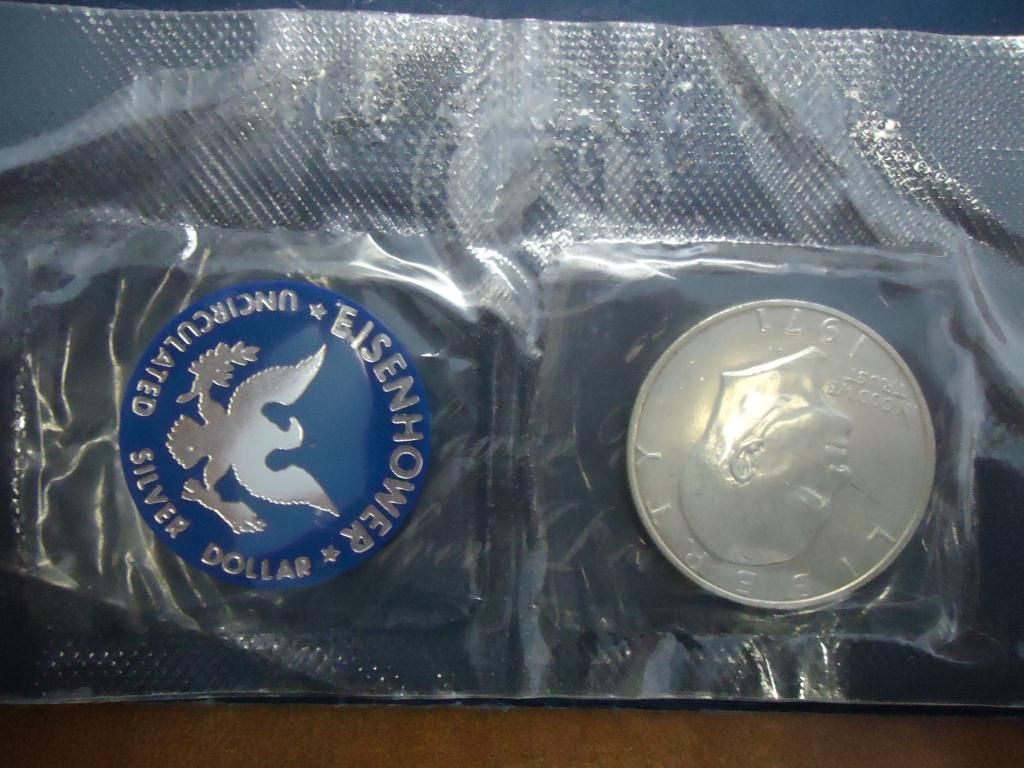 ★ EISENHOWER ★
UNCIRCULATED SILVER DOLLAR
LIBERTY
IN GOD WE
TRUST
1971